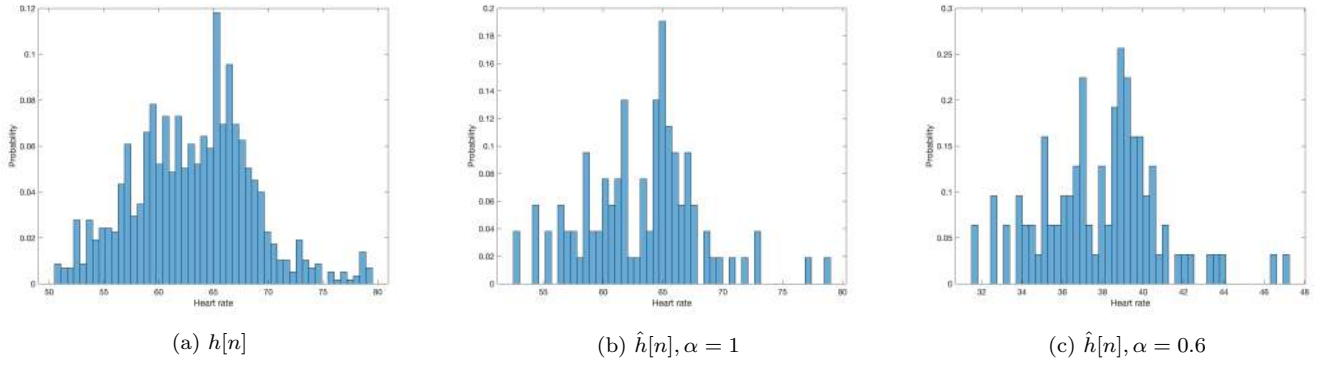 0.12
0.1
0.08
0.06
0.04
0.02
0
Probability
50 55 60 65 70 75 80
Heart rate
(a) h[n]
0.2
0.18
0.16
0.14
0.12
0.1
0.08
0.06
0.04
0.02
0
Probability
55 60 65 70 75 80
Heart rate
(b) ĥ[n], α = 1
0.3
0.25
0.2
0.15
0.1
0.05
0
Probability
32 34 36 38 40 42 44 46 48
Heart rate
(c) ĥ[n], α = 0.6